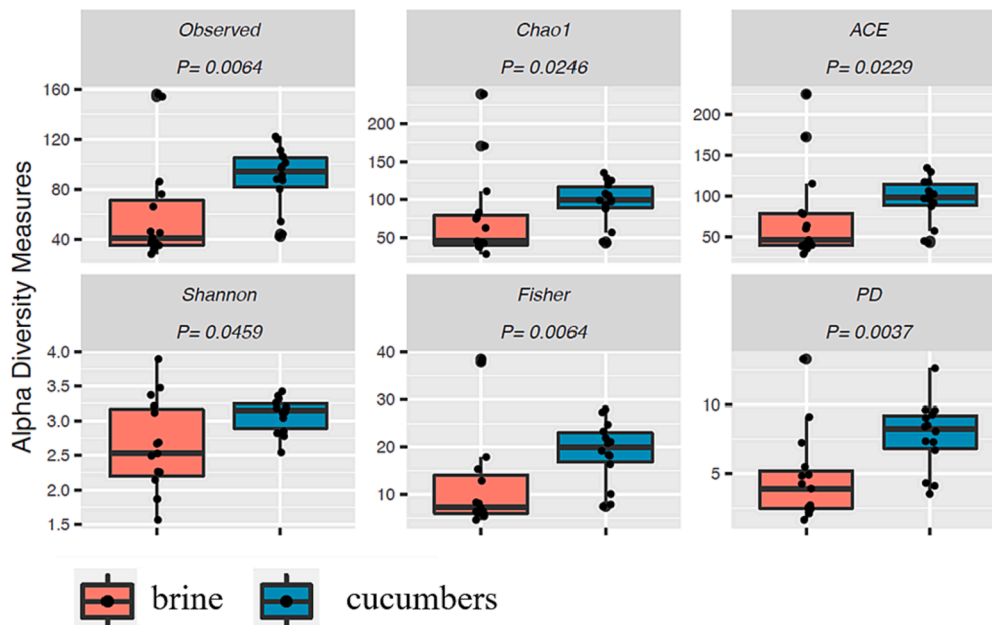 Observed
P= 0.0064
Chao1
P= 0.0246
ACE
P= 0.0229
160
120
80
40
200
150
100
50
200
150
100
50
Alpha Diversity Measures
Shannon
P= 0.0459
Fisher
P= 0.0064
PD
P= 0.0037
4.0
3.5
3.0
2.5
2.0
1.5
40
30
20
10
10
5
brine
cucumbers